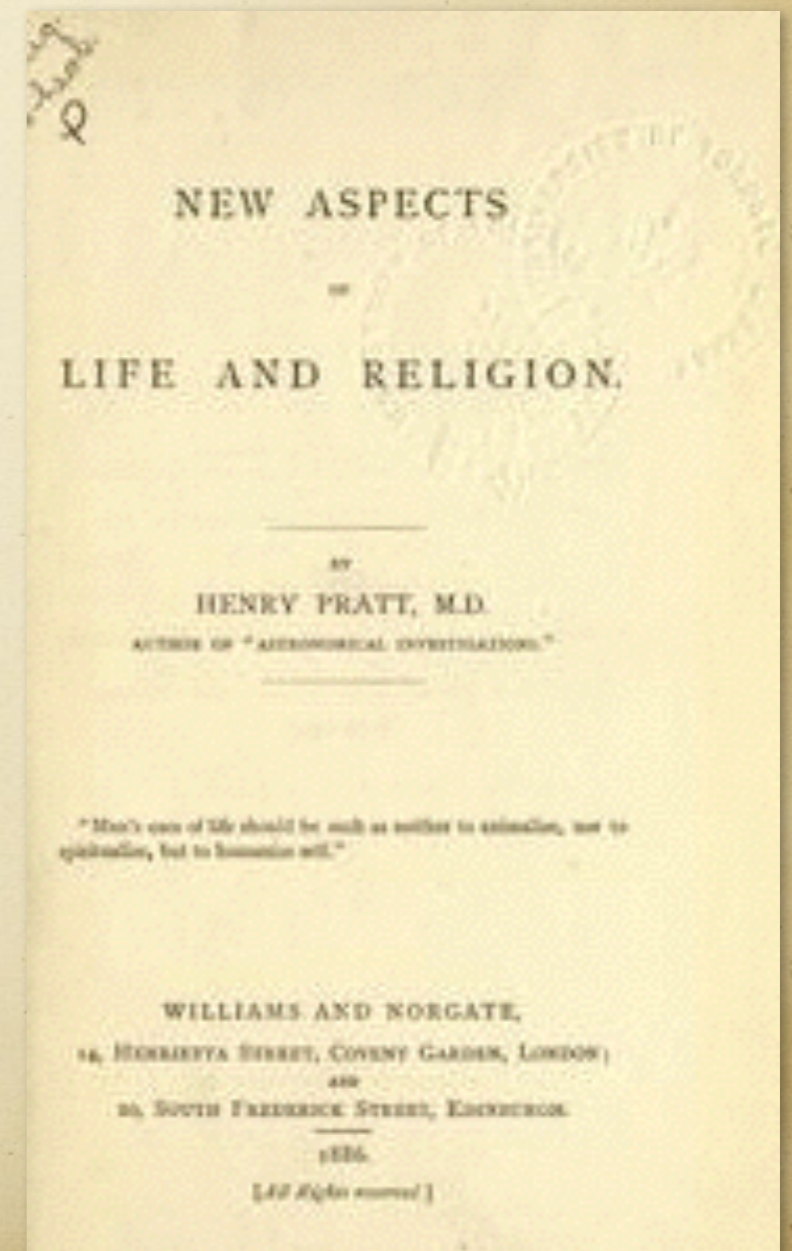 NEW ASPECTS
OF
LIFE AND RELIGION.
BY
HENRY PRATT, M.D.
AUTHOR OF "ASTRONOMICAL INVESTIGATIONS."
"Man's care of life should be such as neither to animalise, nor to
spiritualise, but to humanise self."
WILLIAMS AND NORGATE,
14, HENRIETTA STREET, COVENT GARDEN, LONDON;
AND
20, SOUTH FREDERICK STREET, EDINBURGH.
1886.
[All Rights reserved.]